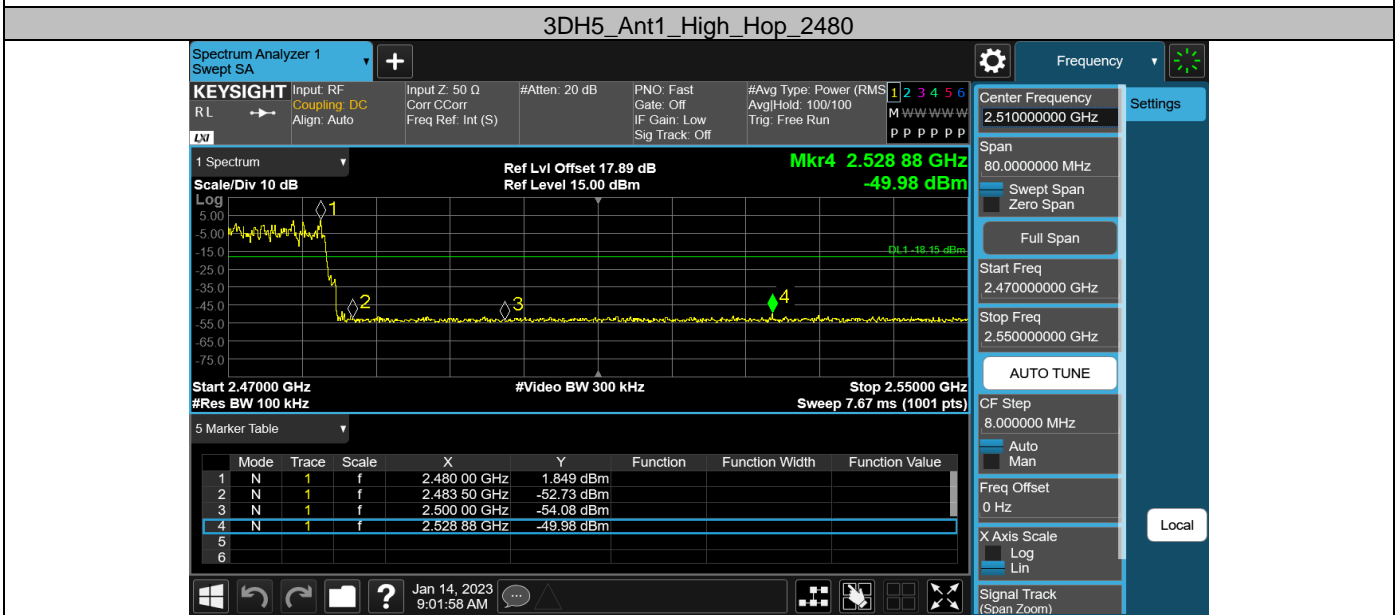 3DH5_Ant1_High_Hop_2480
Spectrum Analyzer 1
Swept SA
+
Frequency
KEYSIGHT
RL
LXI
Input: RF
Coupling: DC
Align: Auto
Input Z: 50 Ω
Corr CCorr
Freq Ref: Int (S)
#Atten: 20 dB
PNO: Fast
Gate: Off
IF Gain: Low
Sig Track: Off
#Avg Type: Power (RMS
Avg|Hold: 100/100
Trig: Free Run
1 2 3 4 5 6
M W W W W W
P P P P P P
1 Spectrum
Scale/Div 10 dB
Ref Lvl Offset 17.89 dB
Ref Level 15.00 dBm
Mkr4 2.528 88 GHz
-49.98 dBm
Log
5.00
-5.00
-15.0
-25.0
-35.0
-45.0
-55.0
-65.0
-75.0
1
2
3
4
DL1 -18.15 dBm
Start 2.47000 GHz
#Res BW 100 kHz
#Video BW 300 kHz
Stop 2.55000 GHz
Sweep 7.67 ms (1001 pts)
5 Marker Table
Mode Trace Scale X Y Function Function Width Function Value
1 N 1 f 2.480 00 GHz 1.849 dBm
2 N 1 f 2.483 50 GHz -52.73 dBm
3 N 1 f 2.500 00 GHz -54.08 dBm
4 N 1 f 2.528 88 GHz -49.98 dBm
5
6
Center Frequency
2.510000000 GHz
Settings
Span
80.0000000 MHz
Swept Span
Zero Span
Full Span
Start Freq
2.470000000 GHz
Stop Freq
2.550000000 GHz
AUTO TUNE
CF Step
8.000000 MHz
Auto
Man
Freq Offset
0 Hz
Local
X Axis Scale
Log
Lin
Signal Track
(Span Zoom)
?
Jan 14, 2023
9:01:58 AM